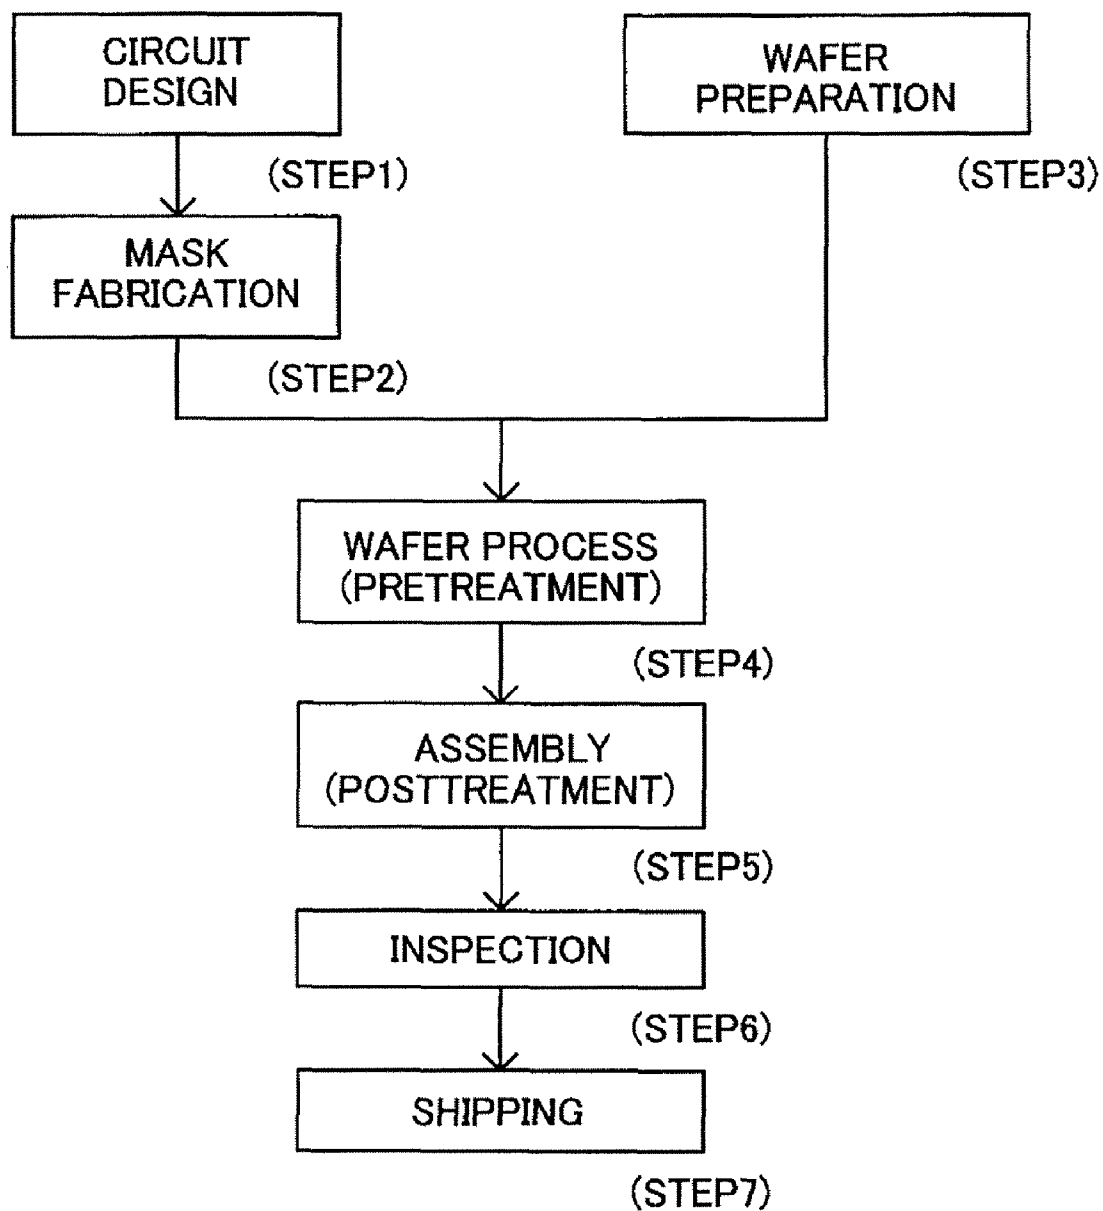 CIRCUIT
DESIGN
(STEP1)
MASK
FABRICATION
(STEP2)
WAFER
PREPARATION
(STEP3)
WAFER PROCESS
(PRETREATMENT)
(STEP4)
ASSEMBLY
(POSTTREATMENT)
(STEP5)
INSPECTION
(STEP6)
SHIPPING
(STEP7)